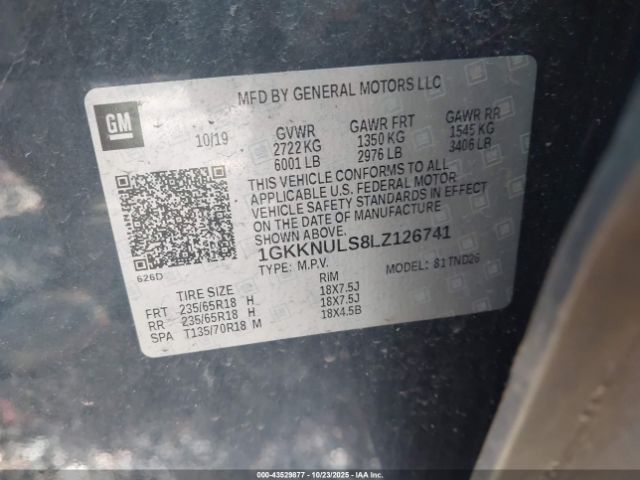 MFD BY GENERAL MOTORS LLC
GM
10/19
GVWR GAWR FRT GAWR RR
2722 KG 1350 KG 1545 KG
6001 LB 2976 LB 3406 LB
THIS VEHICLE CONFORMS TO ALL
APPLICABLE U.S. FEDERAL MOTOR
VEHICLE SAFETY STANDARDS IN EFFECT
ON THE DATE OF MANUFACTURE
SHOWN ABOVE.
1GKKNULS8LZ126741
626D
TYPE: M.P.V. MODEL: 81TND26
TIRE SIZE RIM
FRT 235/65R18 H 18X7.5J
RR 235/65R18 H 18X7.5J
SPA T135/70R18 M 18X4.5B
000-43529877 - 10/23/2025 - IAAI.COM